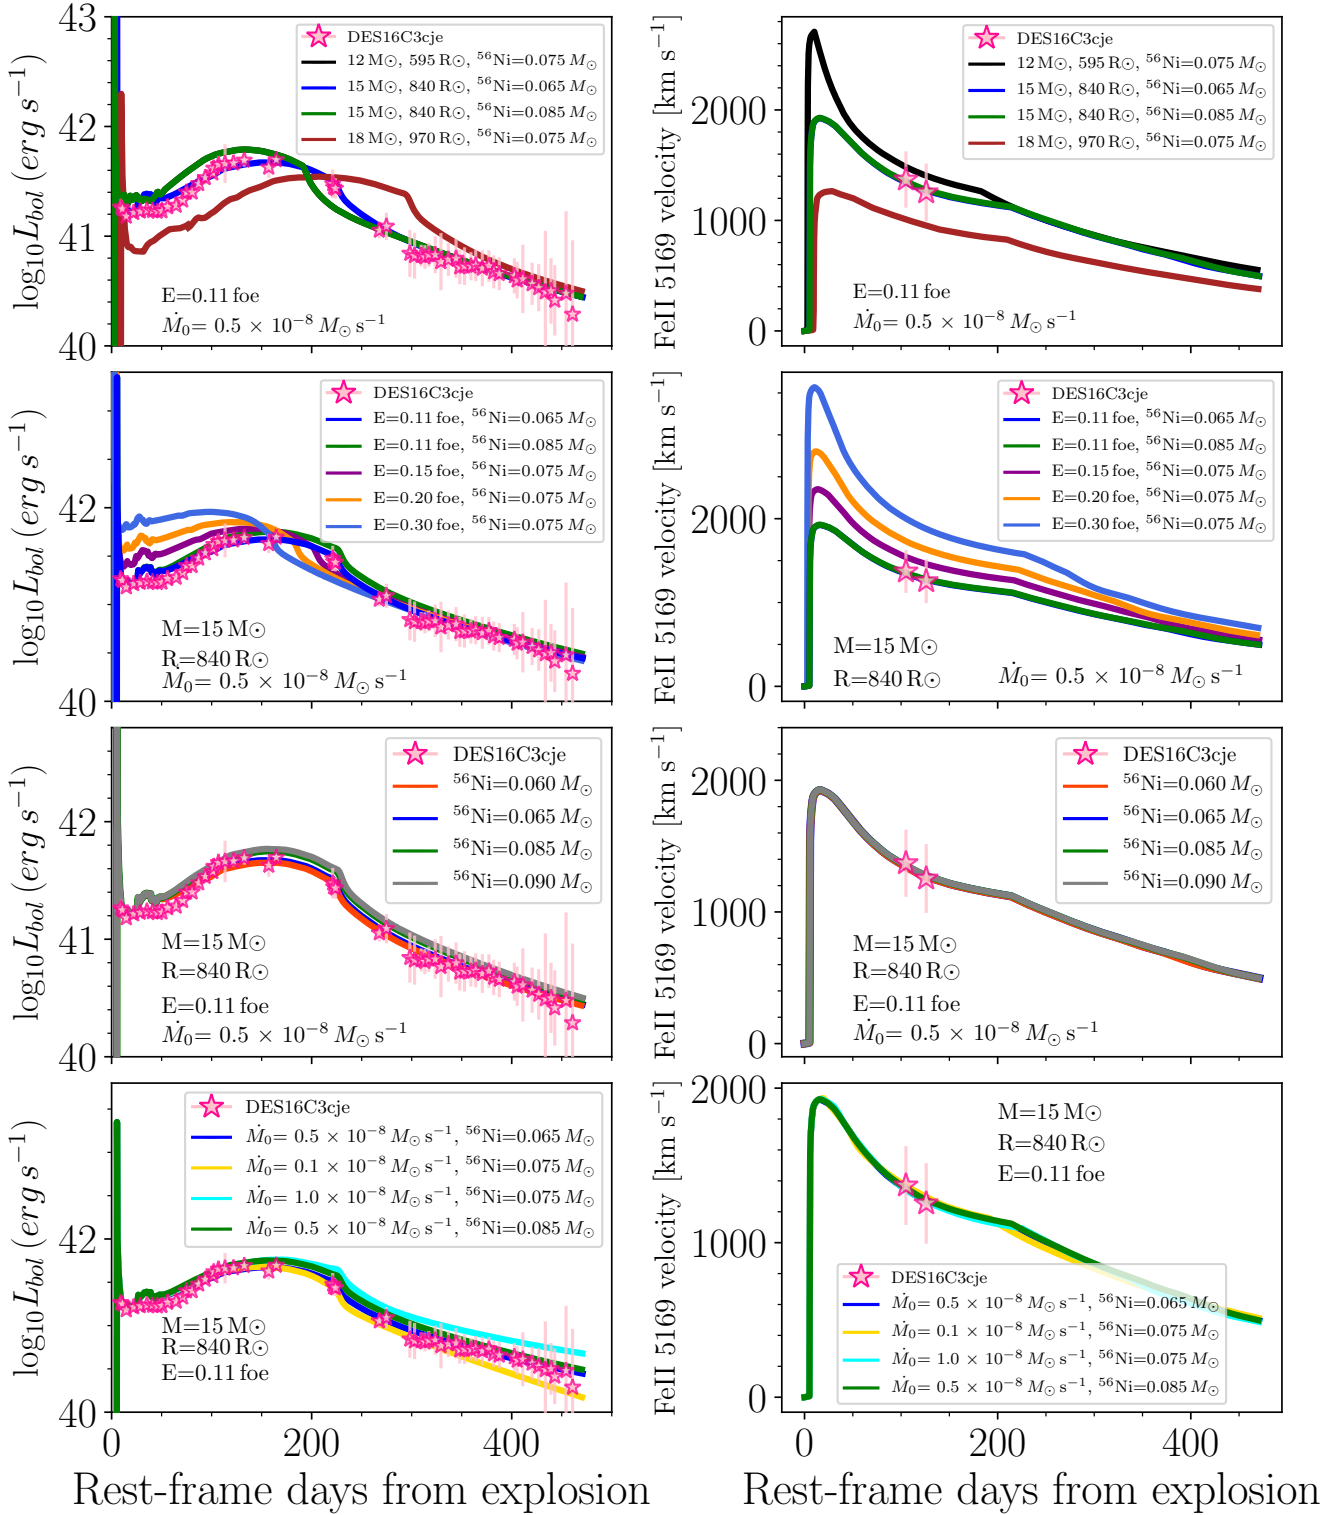 43
42
41
40
log₁₀L_bol (erg s⁻¹)
DES16C3cje
12 M⊙, 595 R⊙, ⁵⁶Ni=0.075 M⊙
15 M⊙, 840 R⊙, ⁵⁶Ni=0.065 M⊙
15 M⊙, 840 R⊙, ⁵⁶Ni=0.085 M⊙
18 M⊙, 970 R⊙, ⁵⁶Ni=0.075 M⊙
E=0.11 foe
Ṁ₀= 0.5 × 10⁻⁸ M⊙ s⁻¹
2000
1000
0
FeII 5169 velocity [km s⁻¹]
DES16C3cje
12 M⊙, 595 R⊙, ⁵⁶Ni=0.075 M⊙
15 M⊙, 840 R⊙, ⁵⁶Ni=0.065 M⊙
15 M⊙, 840 R⊙, ⁵⁶Ni=0.085 M⊙
18 M⊙, 970 R⊙, ⁵⁶Ni=0.075 M⊙
E=0.11 foe
Ṁ₀= 0.5 × 10⁻⁸ M⊙ s⁻¹
42
41
40
log₁₀L_bol (erg s⁻¹)
DES16C3cje
E=0.11 foe, ⁵⁶Ni=0.065 M⊙
E=0.11 foe, ⁵⁶Ni=0.085 M⊙
E=0.15 foe, ⁵⁶Ni=0.075 M⊙
E=0.20 foe, ⁵⁶Ni=0.075 M⊙
E=0.30 foe, ⁵⁶Ni=0.075 M⊙
M=15 M⊙
R=840 R⊙
Ṁ₀= 0.5 × 10⁻⁸ M⊙ s⁻¹
2000
0
FeII 5169 velocity [km s⁻¹]
DES16C3cje
E=0.11 foe, ⁵⁶Ni=0.065 M⊙
E=0.11 foe, ⁵⁶Ni=0.085 M⊙
E=0.15 foe, ⁵⁶Ni=0.075 M⊙
E=0.20 foe, ⁵⁶Ni=0.075 M⊙
E=0.30 foe, ⁵⁶Ni=0.075 M⊙
M=15 M⊙
R=840 R⊙
Ṁ₀= 0.5 × 10⁻⁸ M⊙ s⁻¹
42
41
40
log₁₀L_bol (erg s⁻¹)
DES16C3cje
⁵⁶Ni=0.060 M⊙
⁵⁶Ni=0.065 M⊙
⁵⁶Ni=0.085 M⊙
⁵⁶Ni=0.090 M⊙
M=15 M⊙
R=840 R⊙
E=0.11 foe
Ṁ₀= 0.5 × 10⁻⁸ M⊙ s⁻¹
2000
1000
0
FeII 5169 velocity [km s⁻¹]
DES16C3cje
⁵⁶Ni=0.060 M⊙
⁵⁶Ni=0.065 M⊙
⁵⁶Ni=0.085 M⊙
⁵⁶Ni=0.090 M⊙
M=15 M⊙
R=840 R⊙
E=0.11 foe
Ṁ₀= 0.5 × 10⁻⁸ M⊙ s⁻¹
42
40
log₁₀L_bol (erg s⁻¹)
DES16C3cje
Ṁ₀= 0.5 × 10⁻⁸ M⊙ s⁻¹, ⁵⁶Ni=0.065 M⊙
Ṁ₀= 0.1 × 10⁻⁸ M⊙ s⁻¹, ⁵⁶Ni=0.075 M⊙
Ṁ₀= 1.0 × 10⁻⁸ M⊙ s⁻¹, ⁵⁶Ni=0.075 M⊙
Ṁ₀= 0.5 × 10⁻⁸ M⊙ s⁻¹, ⁵⁶Ni=0.085 M⊙
M=15 M⊙
R=840 R⊙
E=0.11 foe
0 200 400
Rest-frame days from explosion
2000
1000
0
FeII 5169 velocity [km s⁻¹]
M=15 M⊙
R=840 R⊙
E=0.11 foe
DES16C3cje
Ṁ₀= 0.5 × 10⁻⁸ M⊙ s⁻¹, ⁵⁶Ni=0.065 M⊙
Ṁ₀= 0.1 × 10⁻⁸ M⊙ s⁻¹, ⁵⁶Ni=0.075 M⊙
Ṁ₀= 1.0 × 10⁻⁸ M⊙ s⁻¹, ⁵⁶Ni=0.075 M⊙
Ṁ₀= 0.5 × 10⁻⁸ M⊙ s⁻¹, ⁵⁶Ni=0.085 M⊙
0 200 400
Rest-frame days from explosion